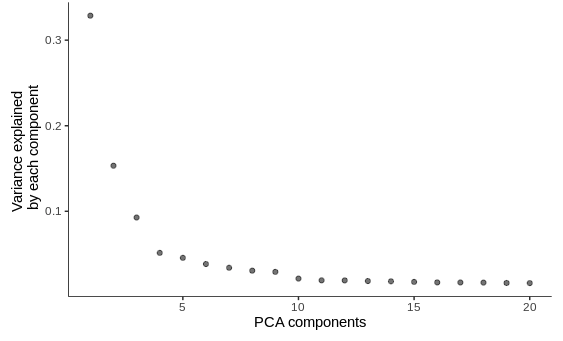 Variance explained
by each component
0.3
0.2
0.1
5 10 15 20
PCA components